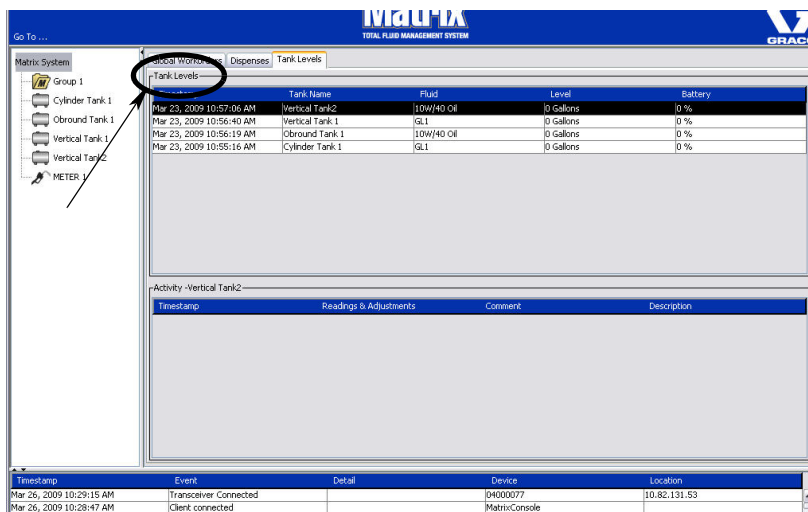 Matrix
TOTAL FLUID MANAGEMENT SYSTEM
GRACO
Go To ...
Matrix System
Group 1
Cylinder Tank 1
Obround Tank 1
Vertical Tank 1
Vertical Tank2
METER 1
Global Workorders Dispenses Tank Levels
Tank Levels
Timestamp Tank Name Fluid Level Battery
Mar 23, 2009 10:57:06 AM Vertical Tank2 10W/40 Oil 0 Gallons 0 %
Mar 23, 2009 10:56:40 AM Vertical Tank 1 GL1 0 Gallons 0 %
Mar 23, 2009 10:56:19 AM Obround Tank 1 10W/40 Oil 0 Gallons 0 %
Mar 23, 2009 10:55:16 AM Cylinder Tank 1 GL1 0 Gallons 0 %
Activity -Vertical Tank2
Timestamp Readings & Adjustments Comment Description
Timestamp Event Detail Device Location
Mar 26, 2009 10:29:15 AM Transceiver Connected 04000077 10.82.131.53
Mar 26, 2009 10:28:47 AM Client connected MatrixConsole